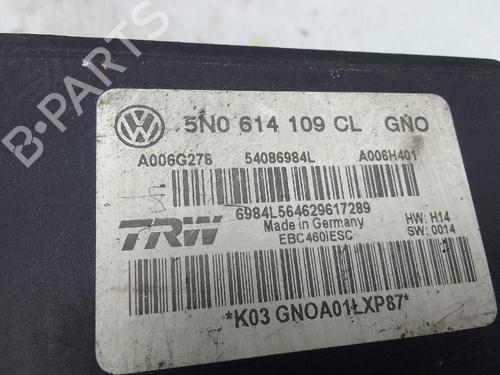 5N0 614 109 CL GNO
A006G276 54086984L A006H401
6984L564629617289
Made in Germany
EBC460iESC
HW: H14
SW: 0014
TRW
*K03 GNOA01LXP87*
B-PARTS